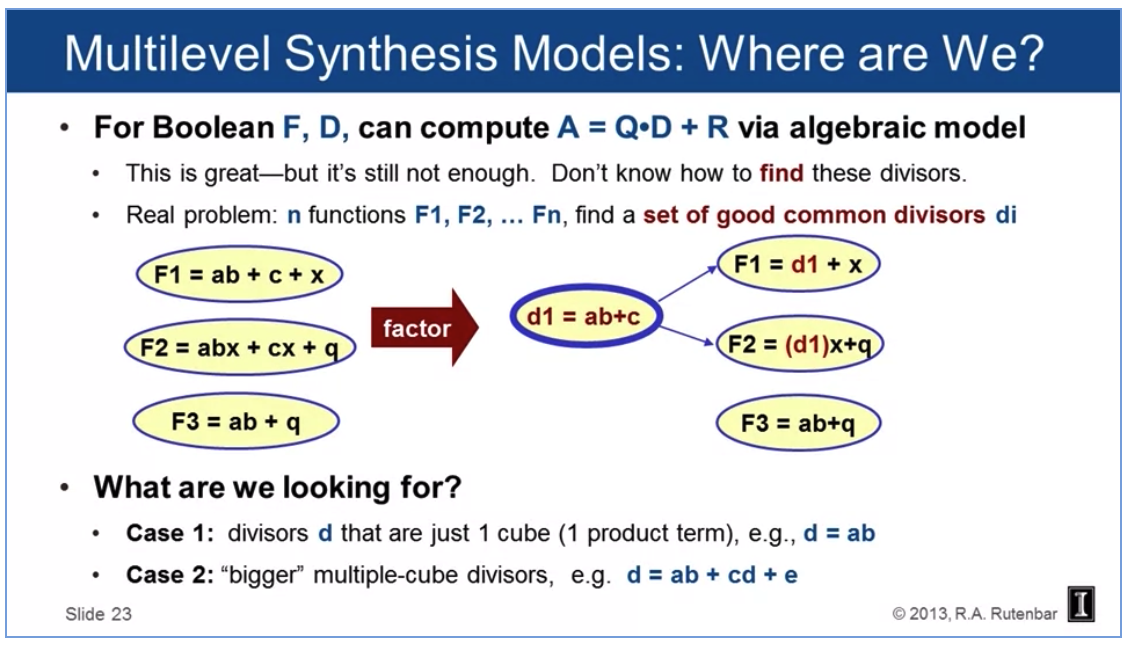 Multilevel Synthesis Models: Where are We?
• For Boolean F, D, can compute A = Q•D + R via algebraic model
• This is great—but it's still not enough. Don't know how to find these divisors.
• Real problem: n functions F1, F2, … Fn, find a set of good common divisors di
F1 = ab + c + x
F2 = abx + cx + q
F3 = ab + q
factor
d1 = ab+c
F1 = d1 + x
F2 = (d1)x+q
F3 = ab+q
• What are we looking for?
• Case 1: divisors d that are just 1 cube (1 product term), e.g., d = ab
• Case 2: “bigger” multiple-cube divisors, e.g. d = ab + cd + e
Slide 23
© 2013, R.A. Rutenbar
I